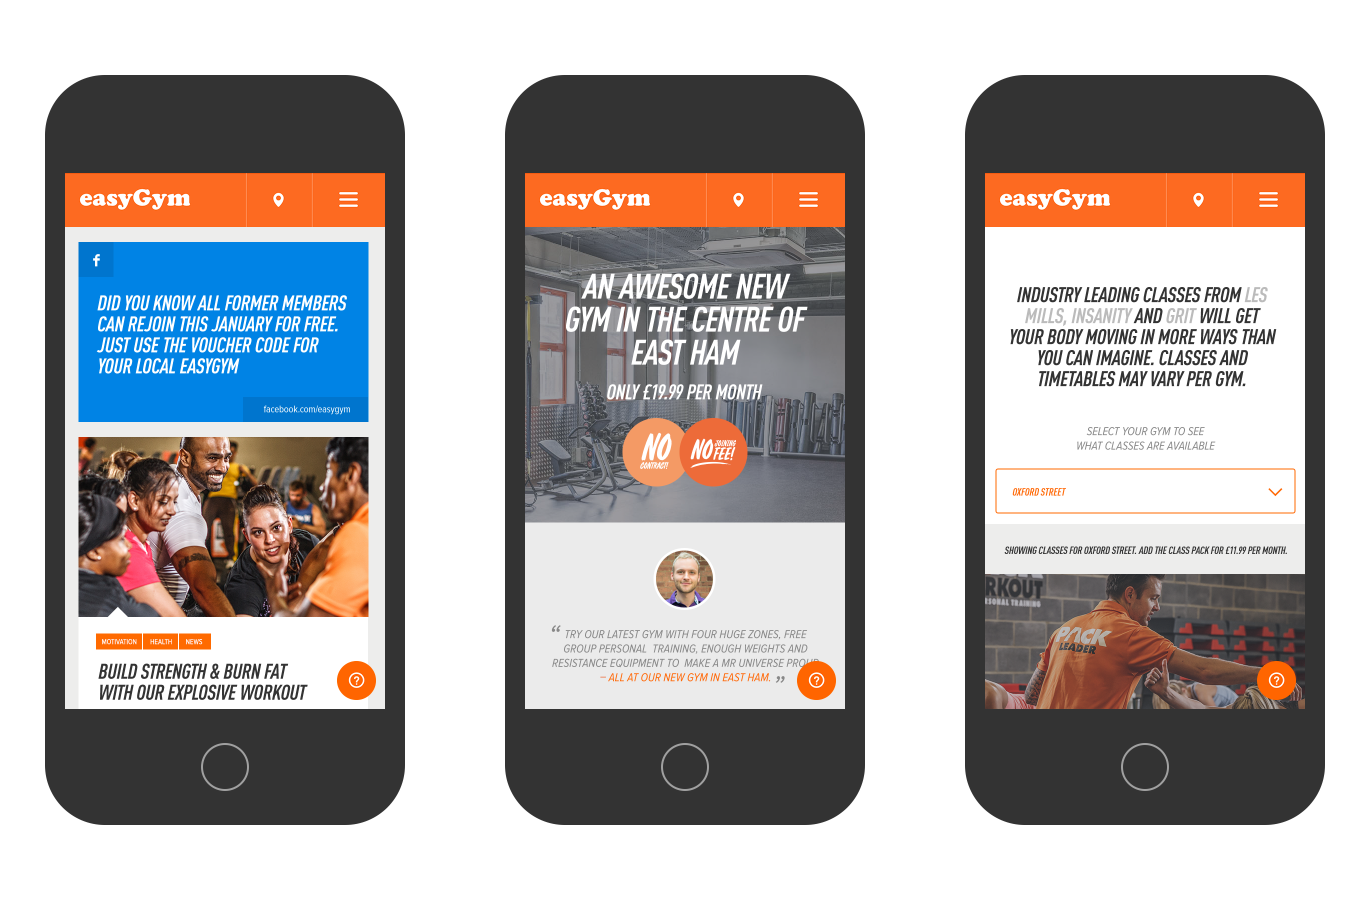 easyGym
f
DID YOU KNOW ALL FORMER MEMBERS
CAN REJOIN THIS JANUARY FOR FREE.
JUST USE THE VOUCHER CODE FOR
YOUR LOCAL EASYGYM
facebook.com/easygym
MOTIVATION HEALTH NEWS
BUILD STRENGTH & BURN FAT
WITH OUR EXPLOSIVE WORKOUT
?
easyGym
AN AWESOME NEW
GYM IN THE CENTRE OF
EAST HAM
ONLY £19.99 PER MONTH
NO
CONTRACT!
NO JOINING
FEE!
“ TRY OUR LATEST GYM WITH FOUR HUGE ZONES, FREE
GROUP PERSONAL TRAINING, ENOUGH WEIGHTS AND
RESISTANCE EQUIPMENT TO MAKE A MR UNIVERSE PROUD
– ALL AT OUR NEW GYM IN EAST HAM. ”
?
easyGym
INDUSTRY LEADING CLASSES FROM LES
MILLS, INSANITY AND GRIT WILL GET
YOUR BODY MOVING IN MORE WAYS THAN
YOU CAN IMAGINE. CLASSES AND
TIMETABLES MAY VARY PER GYM.
SELECT YOUR GYM TO SEE
WHAT CLASSES ARE AVAILABLE
OXFORD STREET
SHOWING CLASSES FOR OXFORD STREET. ADD THE CLASS PACK FOR £11.99 PER MONTH.
RKOUT
RSONAL TRAINING
PACK
LEADER
?